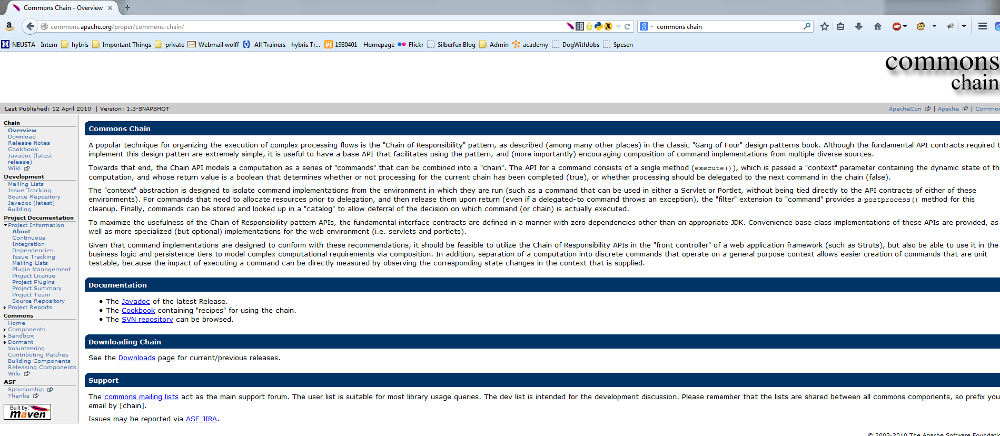 Commons Chain - Overview
commons.apache.org/proper/commons-chain/
commons chain
NEUSTA - Intern hybris Important Things private Webmail wolff All Trainers - hybris Tr... 1930401 - Homepage Flickr Silberfux Blog Admin academy DogWithJobs Spesen
commons
chain
Last Published: 12 April 2010 | Version: 1.3-SNAPSHOT
ApacheCon | Apache | Common
Chain
Overview
Download
Release Notes
Cookbook
Javadoc (latest
release)
Wiki
Development
Mailing Lists
Issue Tracking
Source Repository
Javadoc (latest)
Building
Project Documentation
Project Information
About
Continuous
Integration
Dependencies
Issue Tracking
Mailing Lists
Plugin Management
Project License
Project Plugins
Project Summary
Project Team
Source Repository
Project Reports
Commons
Home
Components
Sandbox
Dormant
Volunteering
Contributing Patches
Building Components
Releasing Components
Wiki
ASF
Sponsorship
Thanks
Built by:
maven
Commons Chain
A popular technique for organizing the execution of complex processing flows is the "Chain of Responsibility" pattern, as described (among many other places) in the classic "Gang of Four" design patterns book. Although the fundamental API contracts required t
implement this design patten are extremely simple, it is useful to have a base API that facilitates using the pattern, and (more importantly) encouraging composition of command implementations from multiple diverse sources.
Towards that end, the Chain API models a computation as a series of "commands" that can be combined into a "chain". The API for a command consists of a single method (execute()), which is passed a "context" parameter containing the dynamic state of th
computation, and whose return value is a boolean that determines whether or not processing for the current chain has been completed (true), or whether processing should be delegated to the next command in the chain (false).
The "context" abstraction is designed to isolate command implementations from the environment in which they are run (such as a command that can be used in either a Servlet or Portlet, without being tied directly to the API contracts of either of these
environments). For commands that need to allocate resources prior to delegation, and then release them upon return (even if a delegated-to command throws an exception), the "filter" extension to "command" provides a postprocess() method for this
cleanup. Finally, commands can be stored and looked up in a "catalog" to allow deferral of the decision on which command (or chain) is actually executed.
To maximize the usefulness of the Chain of Responsibility pattern APIs, the fundamental interface contracts are defined in a manner with zero dependencies other than an appropriate JDK. Convenience base class implementations of these APIs are provided, as
well as more specialized (but optional) implementations for the web environment (i.e. servlets and portlets).
Given that command implementations are designed to conform with these recommendations, it should be feasible to utilize the Chain of Responsibility APIs in the "front controller" of a web application framework (such as Struts), but also be able to use it in the
business logic and persistence tiers to model complex computational requirements via composition. In addition, separation of a computation into discrete commands that operate on a general purpose context allows easier creation of commands that are unit
testable, because the impact of executing a command can be directly measured by observing the corresponding state changes in the context that is supplied.
Documentation
• The Javadoc of the latest Release.
• The Cookbook containing "recipes" for using the chain.
• The SVN repository can be browsed.
Downloading Chain
See the Downloads page for current/previous releases.
Support
The commons mailing lists act as the main support forum. The user list is suitable for most library usage queries. The dev list is intended for the development discussion. Please remember that the lists are shared between all commons components, so prefix you
email by [chain].
Issues may be reported via ASF JIRA.
© 2003-2010 The Apache Software Foundatio